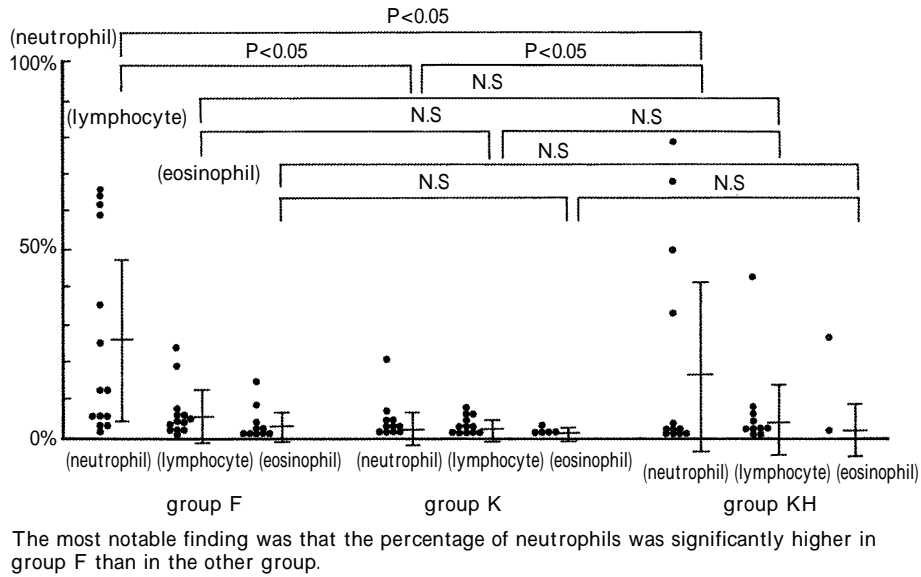 P<0.05
(neutrophil)
P<0.05 P<0.05
100%
N.S
(lymphocyte)
N.S N.S
N.S
(eosinophil)
N.S N.S
50%
0%
(neutrophil) (lymphocyte) (eosinophil) (neutrophil) (lymphocyte) (eosinophil) (neutrophil) (lymphocyte) (eosinophil)
group F group K group KH
The most notable finding was that the percentage of neutrophils was significantly higher in
group F than in the other group.